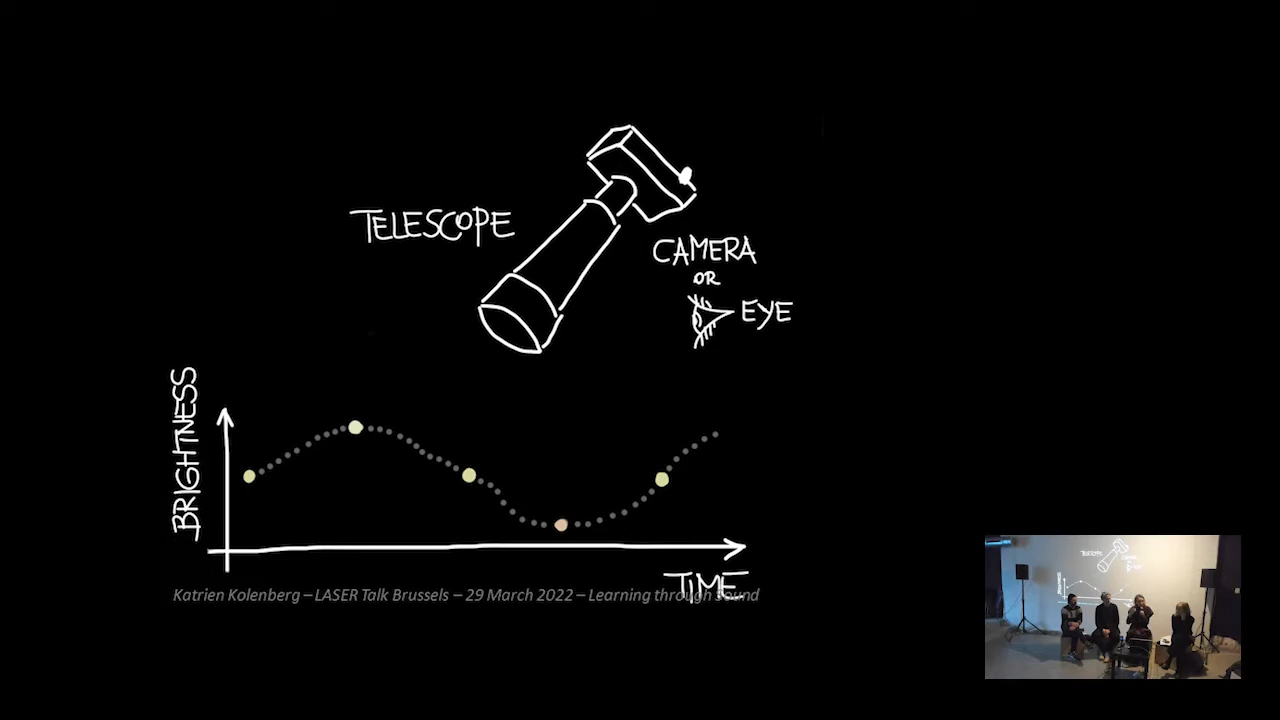 TELESCOPE
CAMERA
OR
EYE
BRIGHTNESS
TIME
Katrien Kolenberg – LASER Talk Brussels – 29 March 2022 – Learning through Sound